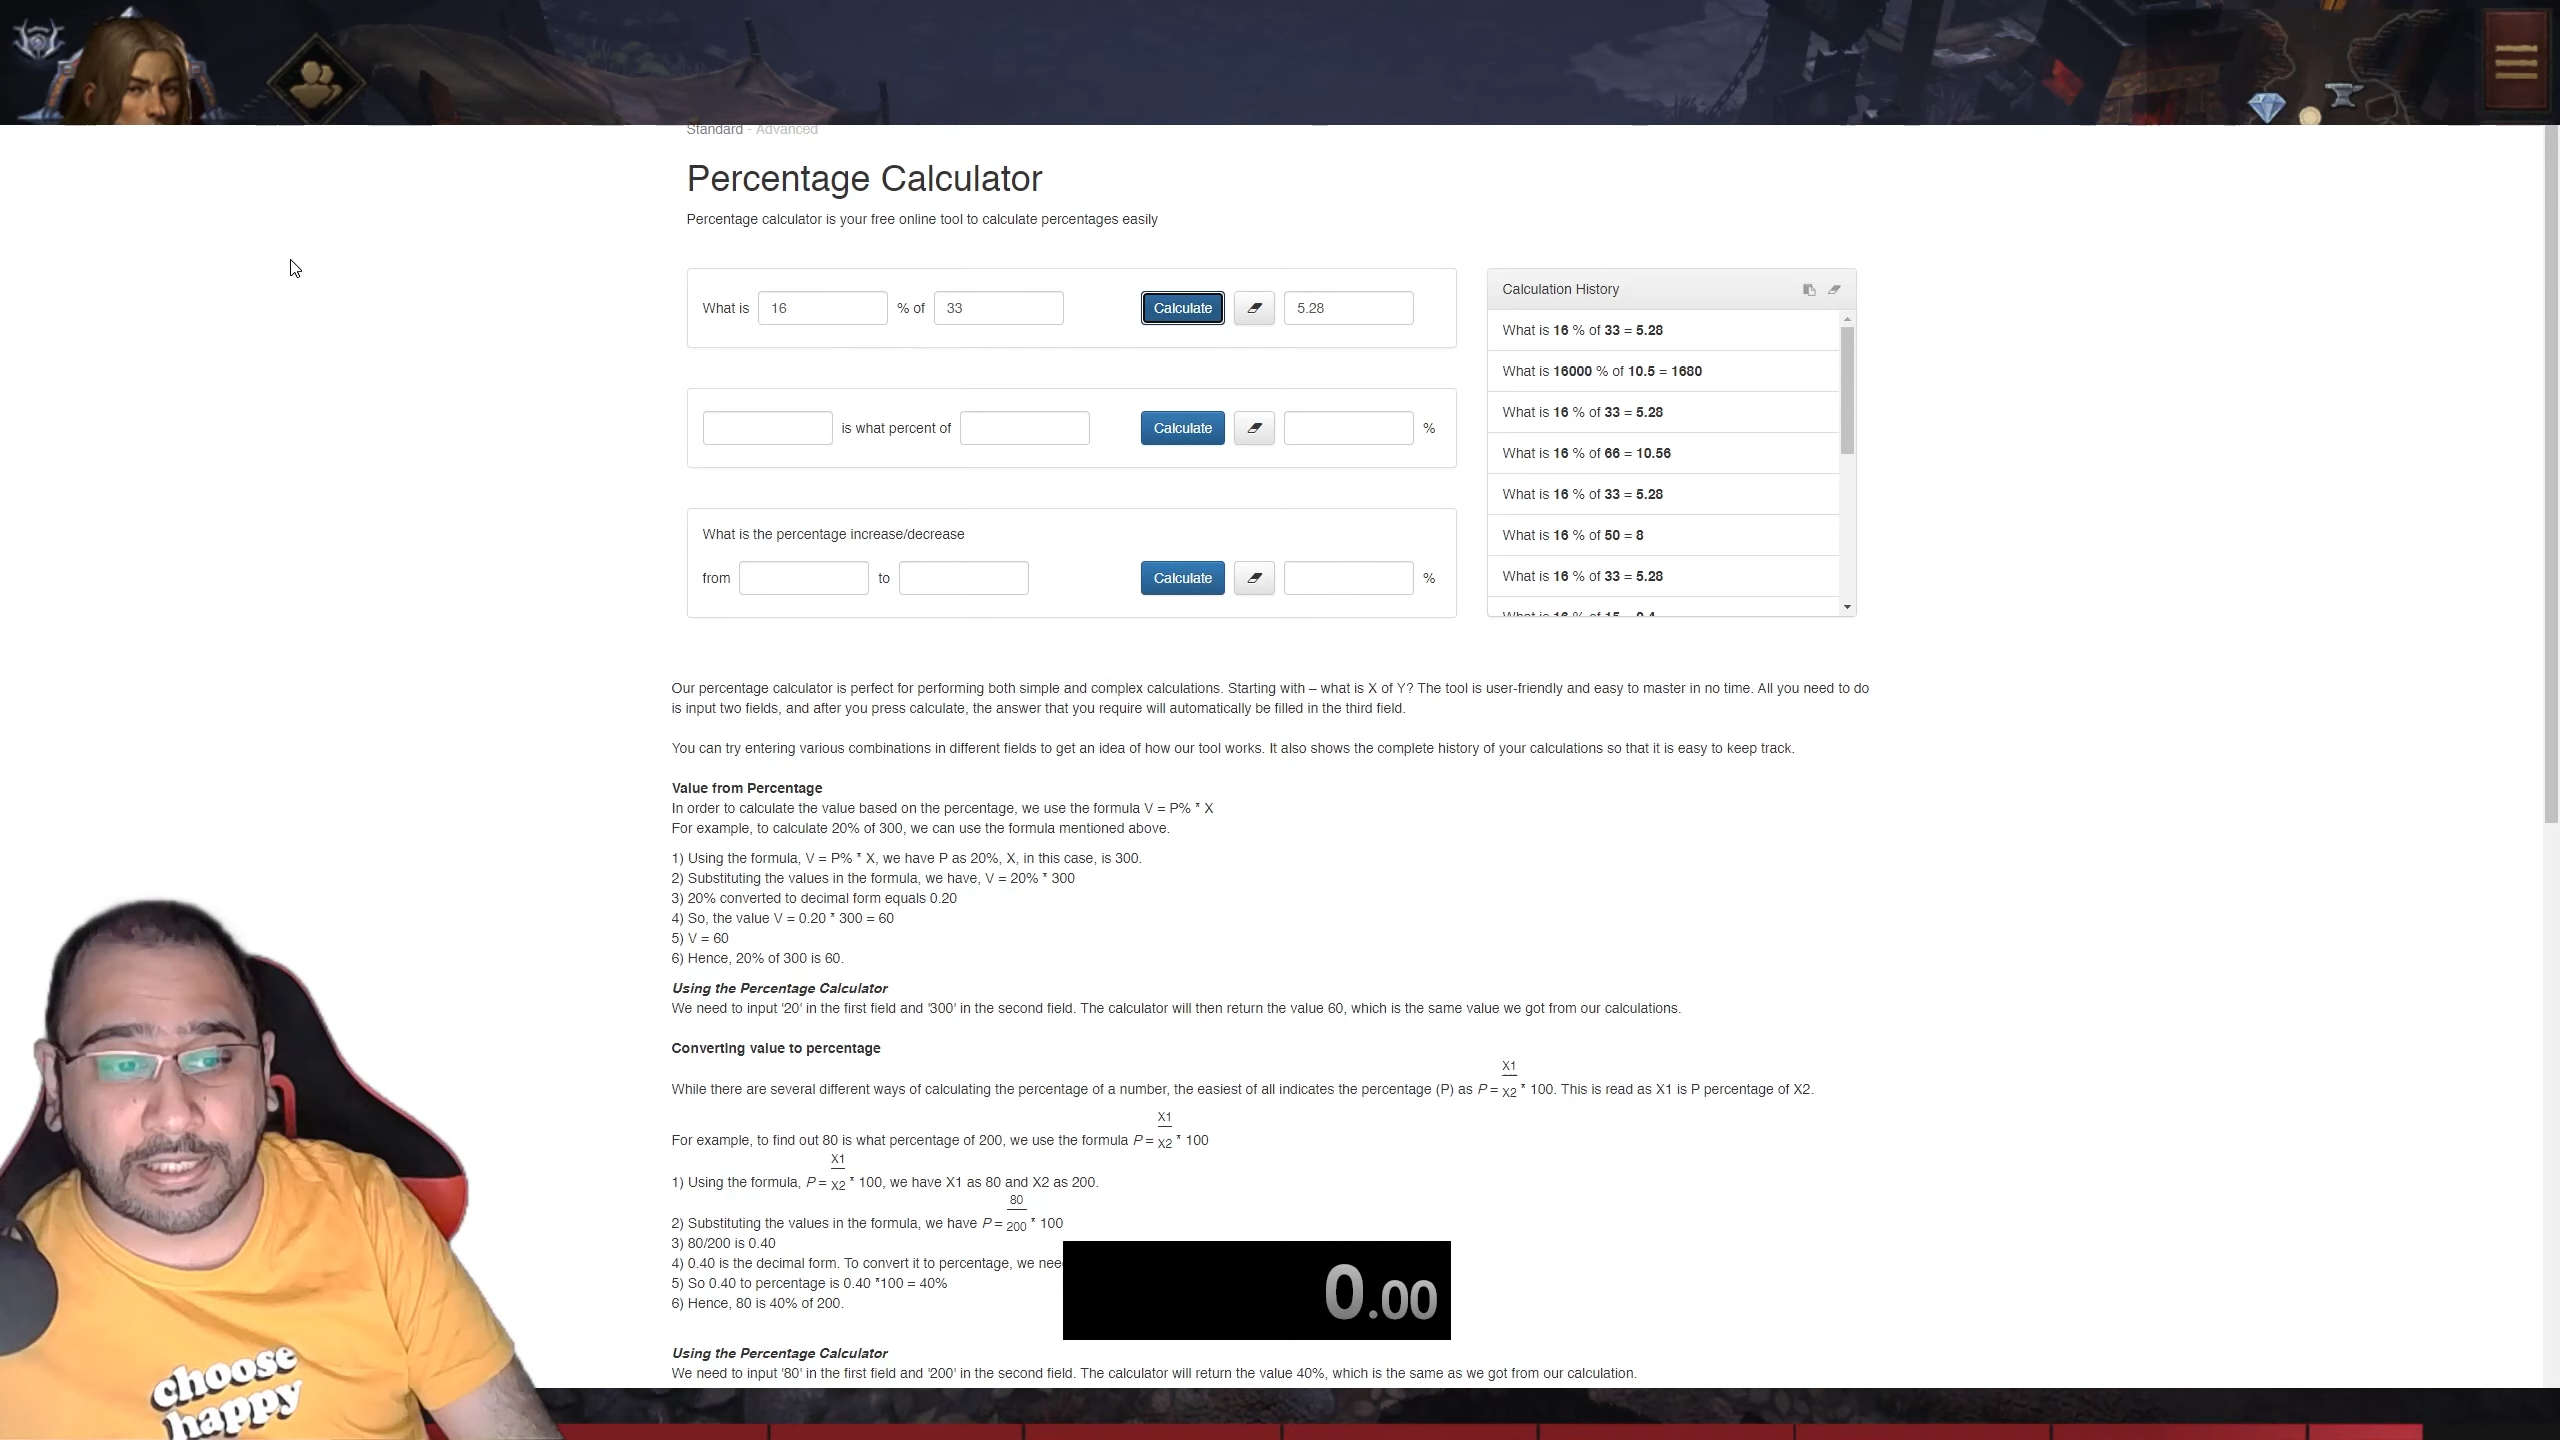 Standard - Advanced
Percentage Calculator
Percentage calculator is your free online tool to calculate percentages easily
What is 16 % of 33 Calculate 5.28
is what percent of Calculate %
What is the percentage increase/decrease
from to Calculate %
Calculation History
What is 16 % of 33 = 5.28
What is 16000 % of 10.5 = 1680
What is 16 % of 33 = 5.28
What is 16 % of 66 = 10.56
What is 16 % of 33 = 5.28
What is 16 % of 50 = 8
What is 16 % of 33 = 5.28
Our percentage calculator is perfect for performing both simple and complex calculations. Starting with – what is X of Y? The tool is user-friendly and easy to master in no time. All you need to do
is input two fields, and after you press calculate, the answer that you require will automatically be filled in the third field.
You can try entering various combinations in different fields to get an idea of how our tool works. It also shows the complete history of your calculations so that it is easy to keep track.
Value from Percentage
In order to calculate the value based on the percentage, we use the formula V = P% * X
For example, to calculate 20% of 300, we can use the formula mentioned above.
1) Using the formula, V = P% * X, we have P as 20%, X, in this case, is 300.
2) Substituting the values in the formula, we have, V = 20% * 300
3) 20% converted to decimal form equals 0.20
4) So, the value V = 0.20 * 300 = 60
5) V = 60
6) Hence, 20% of 300 is 60.
Using the Percentage Calculator
We need to input '20' in the first field and '300' in the second field. The calculator will then return the value 60, which is the same value we got from our calculations.
Converting value to percentage
While there are several different ways of calculating the percentage of a number, the easiest of all indicates the percentage (P) as P = X1/X2 * 100. This is read as X1 is P percentage of X2.
For example, to find out 80 is what percentage of 200, we use the formula P = X1/X2 * 100
1) Using the formula, P = X1/X2 * 100, we have X1 as 80 and X2 as 200.
2) Substituting the values in the formula, we have P = 80/200 * 100
3) 80/200 is 0.40
4) 0.40 is the decimal form. To convert it to percentage, we nee
5) So 0.40 to percentage is 0.40 *100 = 40%
6) Hence, 80 is 40% of 200.
0.00
Using the Percentage Calculator
We need to input '80' in the first field and '200' in the second field. The calculator will return the value 40%, which is the same as we got from our calculation.
choose
happy